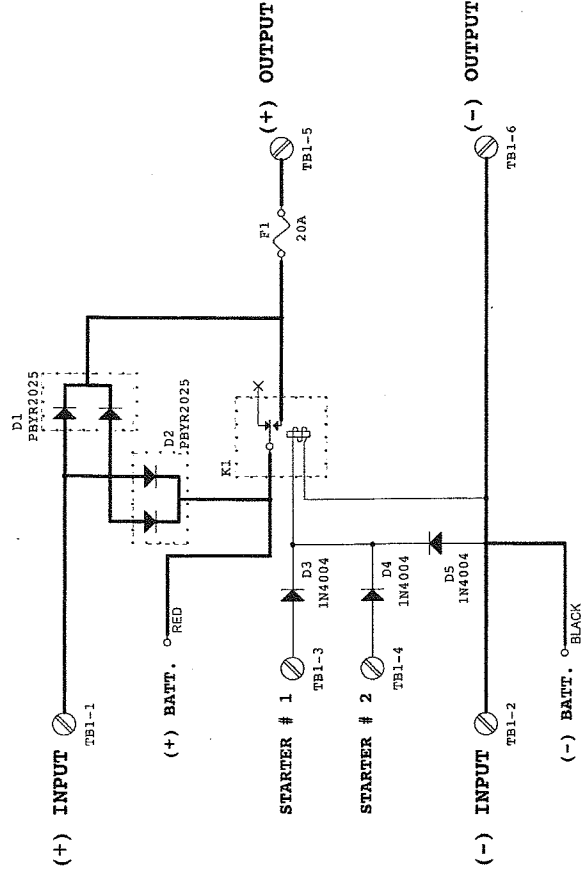 (+) INPUT
TB1-1
D1
PBYR2025
D2
PBYR2025
(+) BATT.
RED
K1
F1
20A
(+) OUTPUT
TB1-5
STARTER # 1
TB1-3
D3
1N4004
STARTER # 2
TB1-4
D4
1N4004
D5
1N4004
(-) INPUT
TB1-2
(-) OUTPUT
TB1-6
(-) BATT.
BLACK